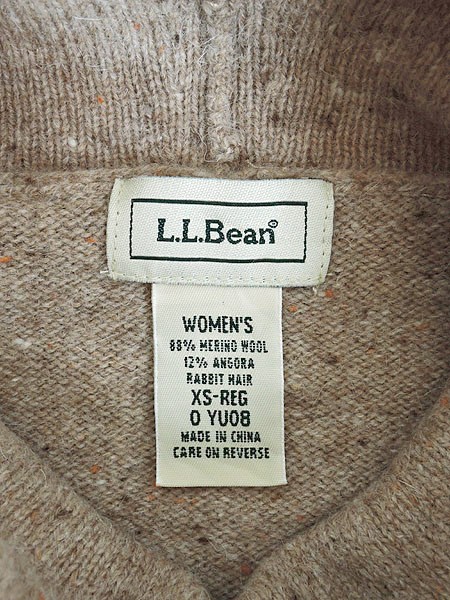 L.L.Bean®
WOMEN'S
88% MERINO WOOL
12% ANGORA
RABBIT HAIR
XS-REG
0 YU08
MADE IN CHINA
CARE ON REVERSE